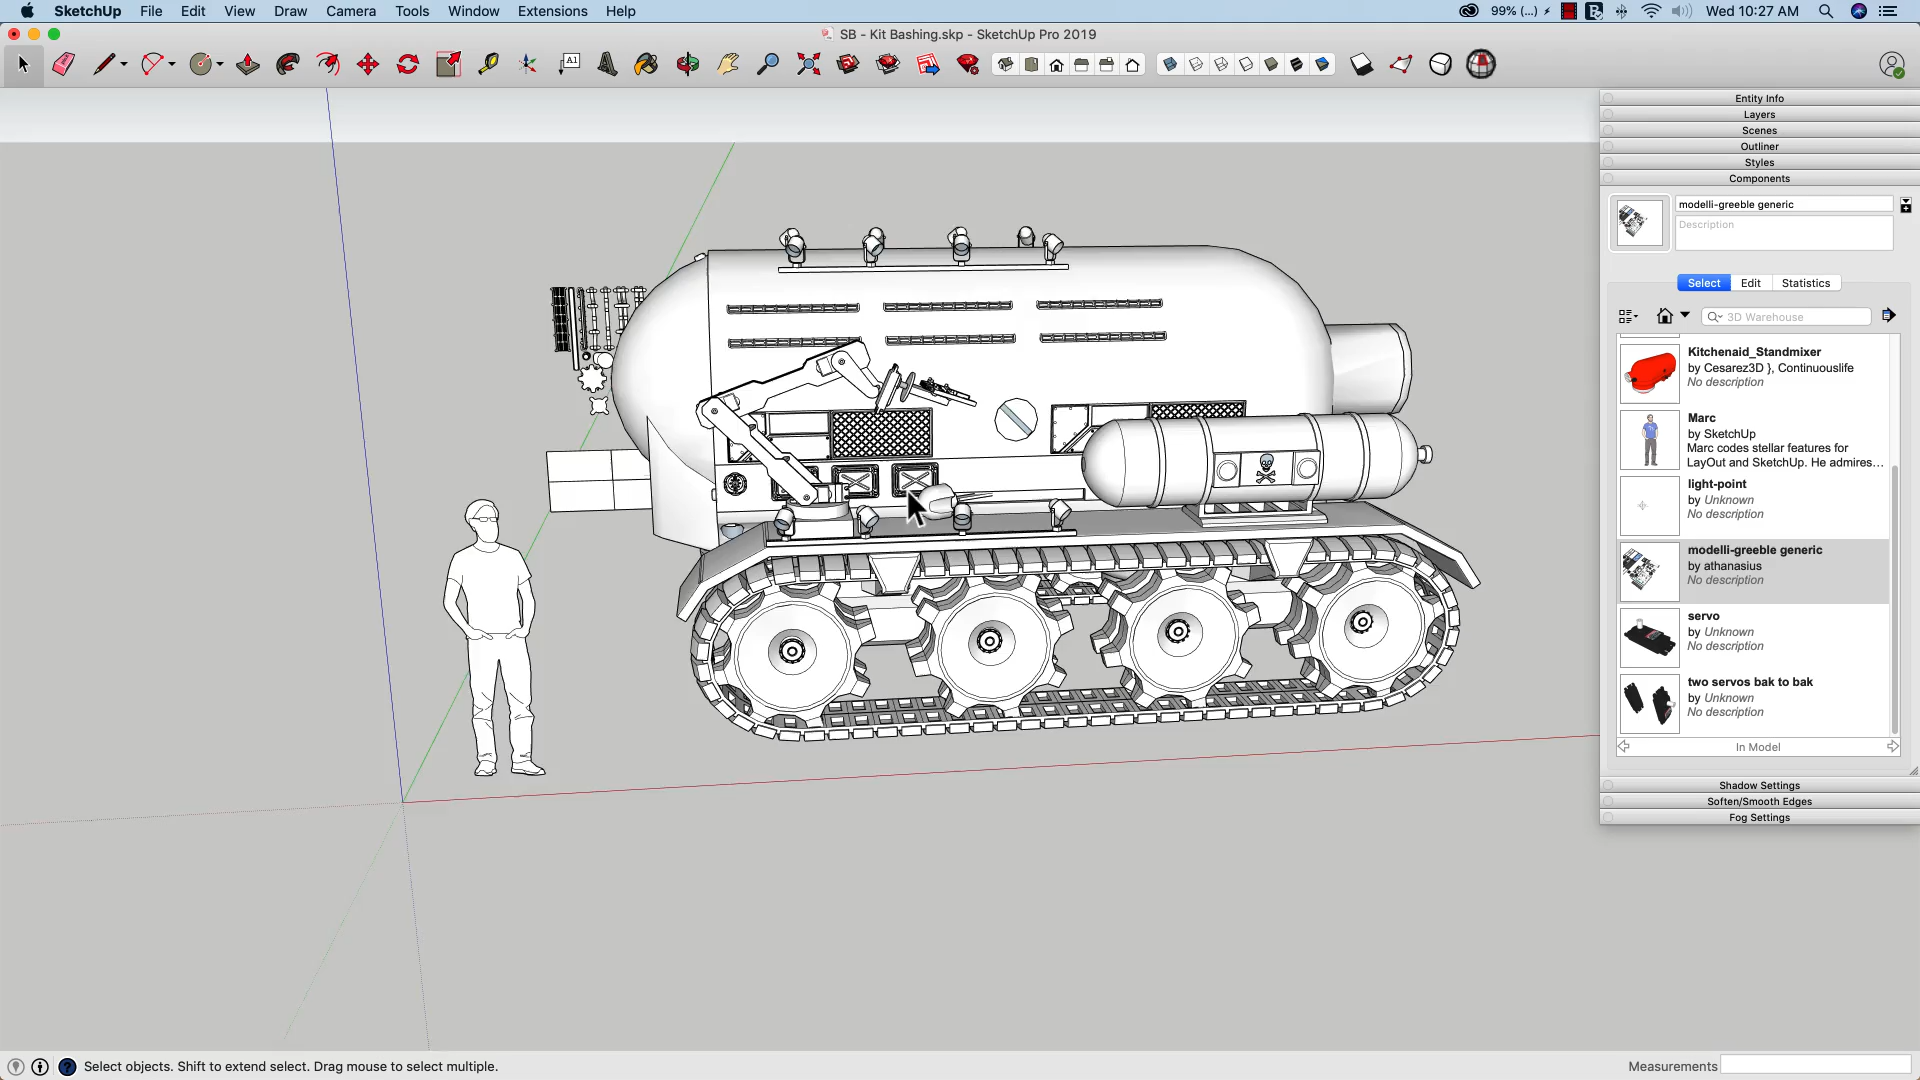 SketchUp File Edit View Draw Camera Tools Window Extensions Help 99% (...) Wed 10:27 AM
SB - Kit Bashing.skp - SketchUp Pro 2019
A1
Entity Info
Layers
Scenes
Outliner
Styles
Components
modelli-greeble generic
Description
Select Edit Statistics
3D Warehouse
Kitchenaid_Standmixer
by Cesarez3D }, Continuouslife
No description
Marc
by SketchUp
Marc codes stellar features for
LayOut and SketchUp. He admires...
light-point
by Unknown
No description
modelli-greeble generic
by athanasius
No description
servo
by Unknown
No description
two servos bak to bak
by Unknown
No description
In Model
Shadow Settings
Soften/Smooth Edges
Fog Settings
Select objects. Shift to extend select. Drag mouse to select multiple.
Measurements